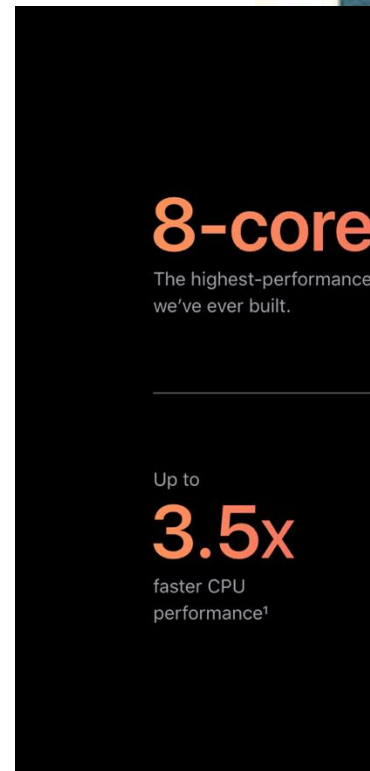 8-core
The highest-performance
we’ve ever built.
Up to
3.5x
faster CPU
performance¹